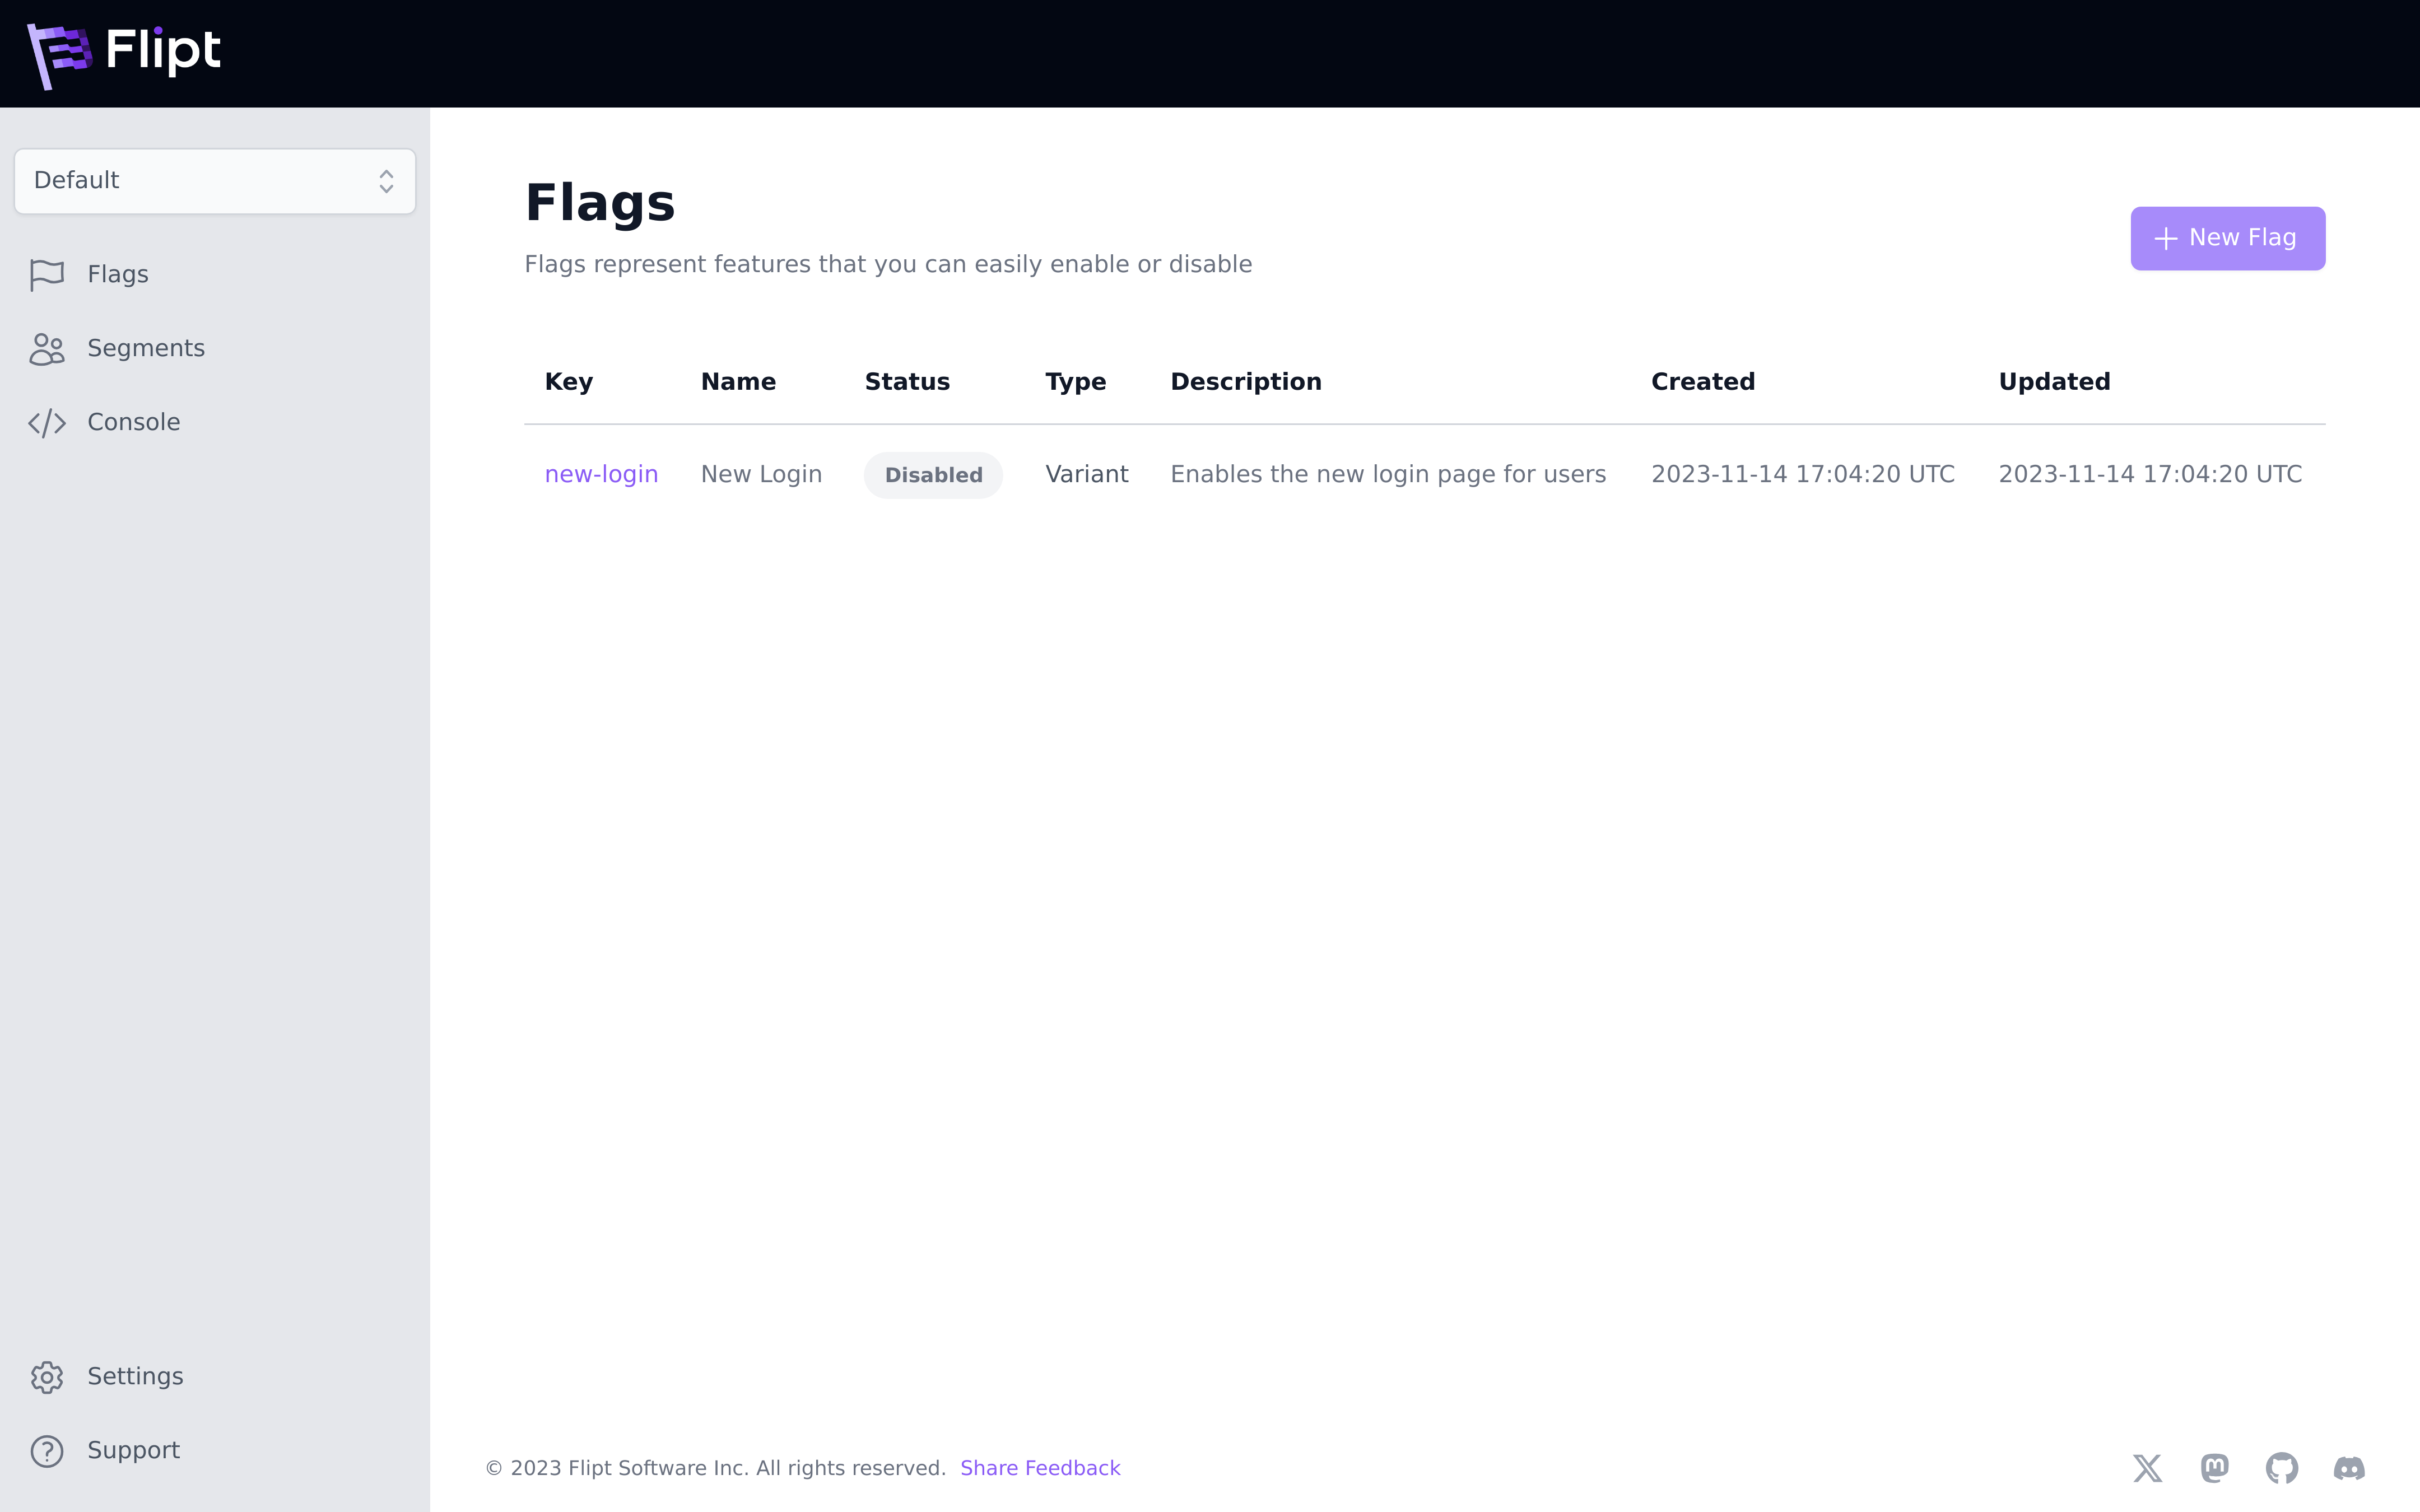 Flipt
Default
Flags
Segments
Console
Settings
Support
Flags
Flags represent features that you can easily enable or disable
New Flag
Key Name Status Type Description Created Updated
new-login New Login Disabled Variant Enables the new login page for users 2023-11-14 17:04:20 UTC 2023-11-14 17:04:20 UTC
© 2023 Flipt Software Inc. All rights reserved. Share Feedback